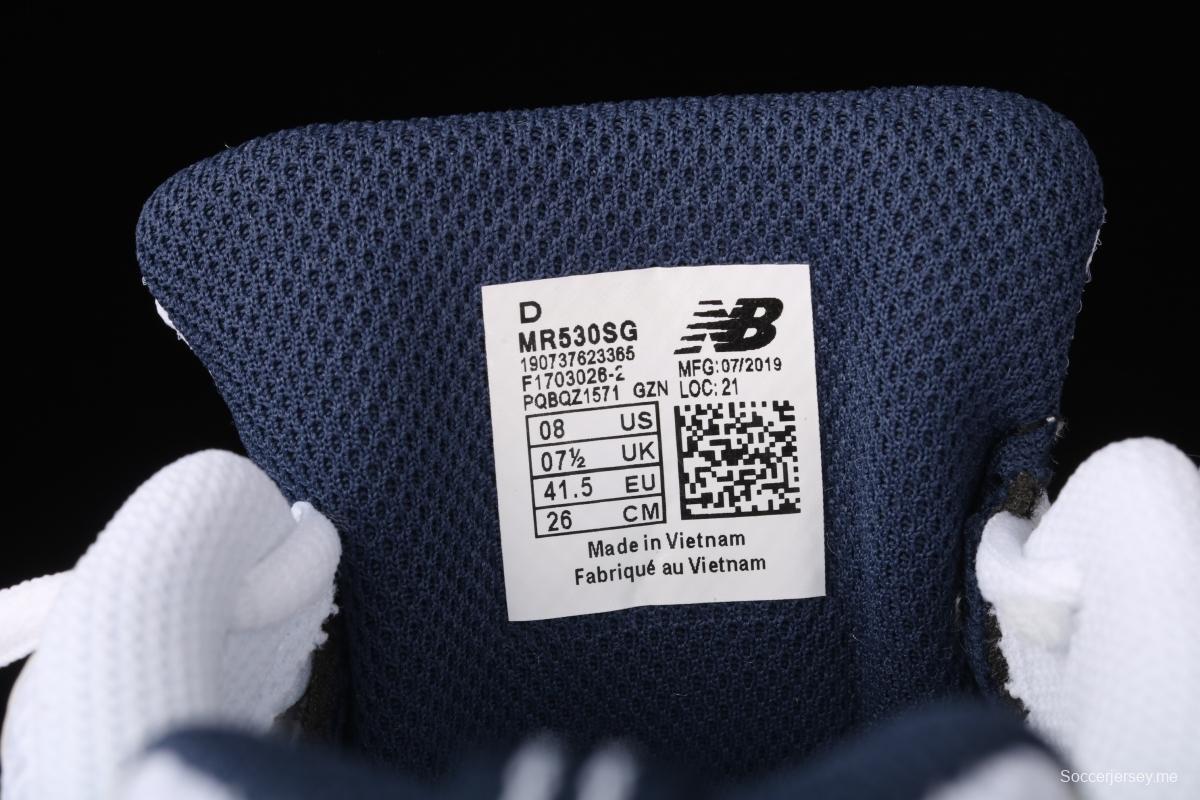 D
MR530SG
190737623365
F1703026-2
PQBQZ1571 GZN
NB
MFG:07/2019
LOC:21
08 US
07½ UK
41.5 EU
26 CM
Made in Vietnam
Fabriqué au Vietnam
Soccerjersey.me